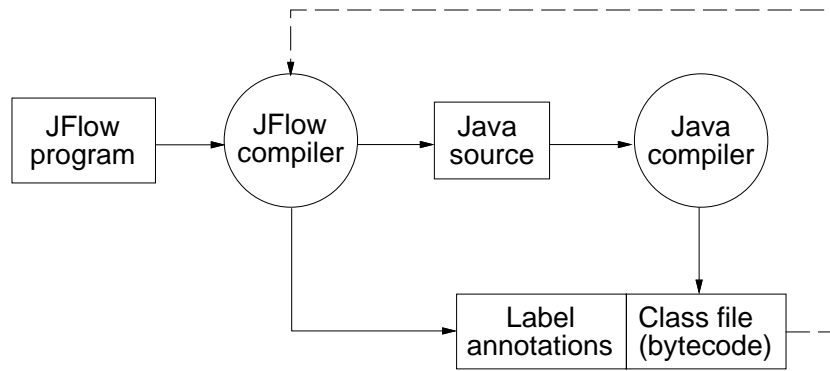 JFlow
program
JFlow
compiler
Java
source
Java
compiler
Label
annotations
Class file
(bytecode)